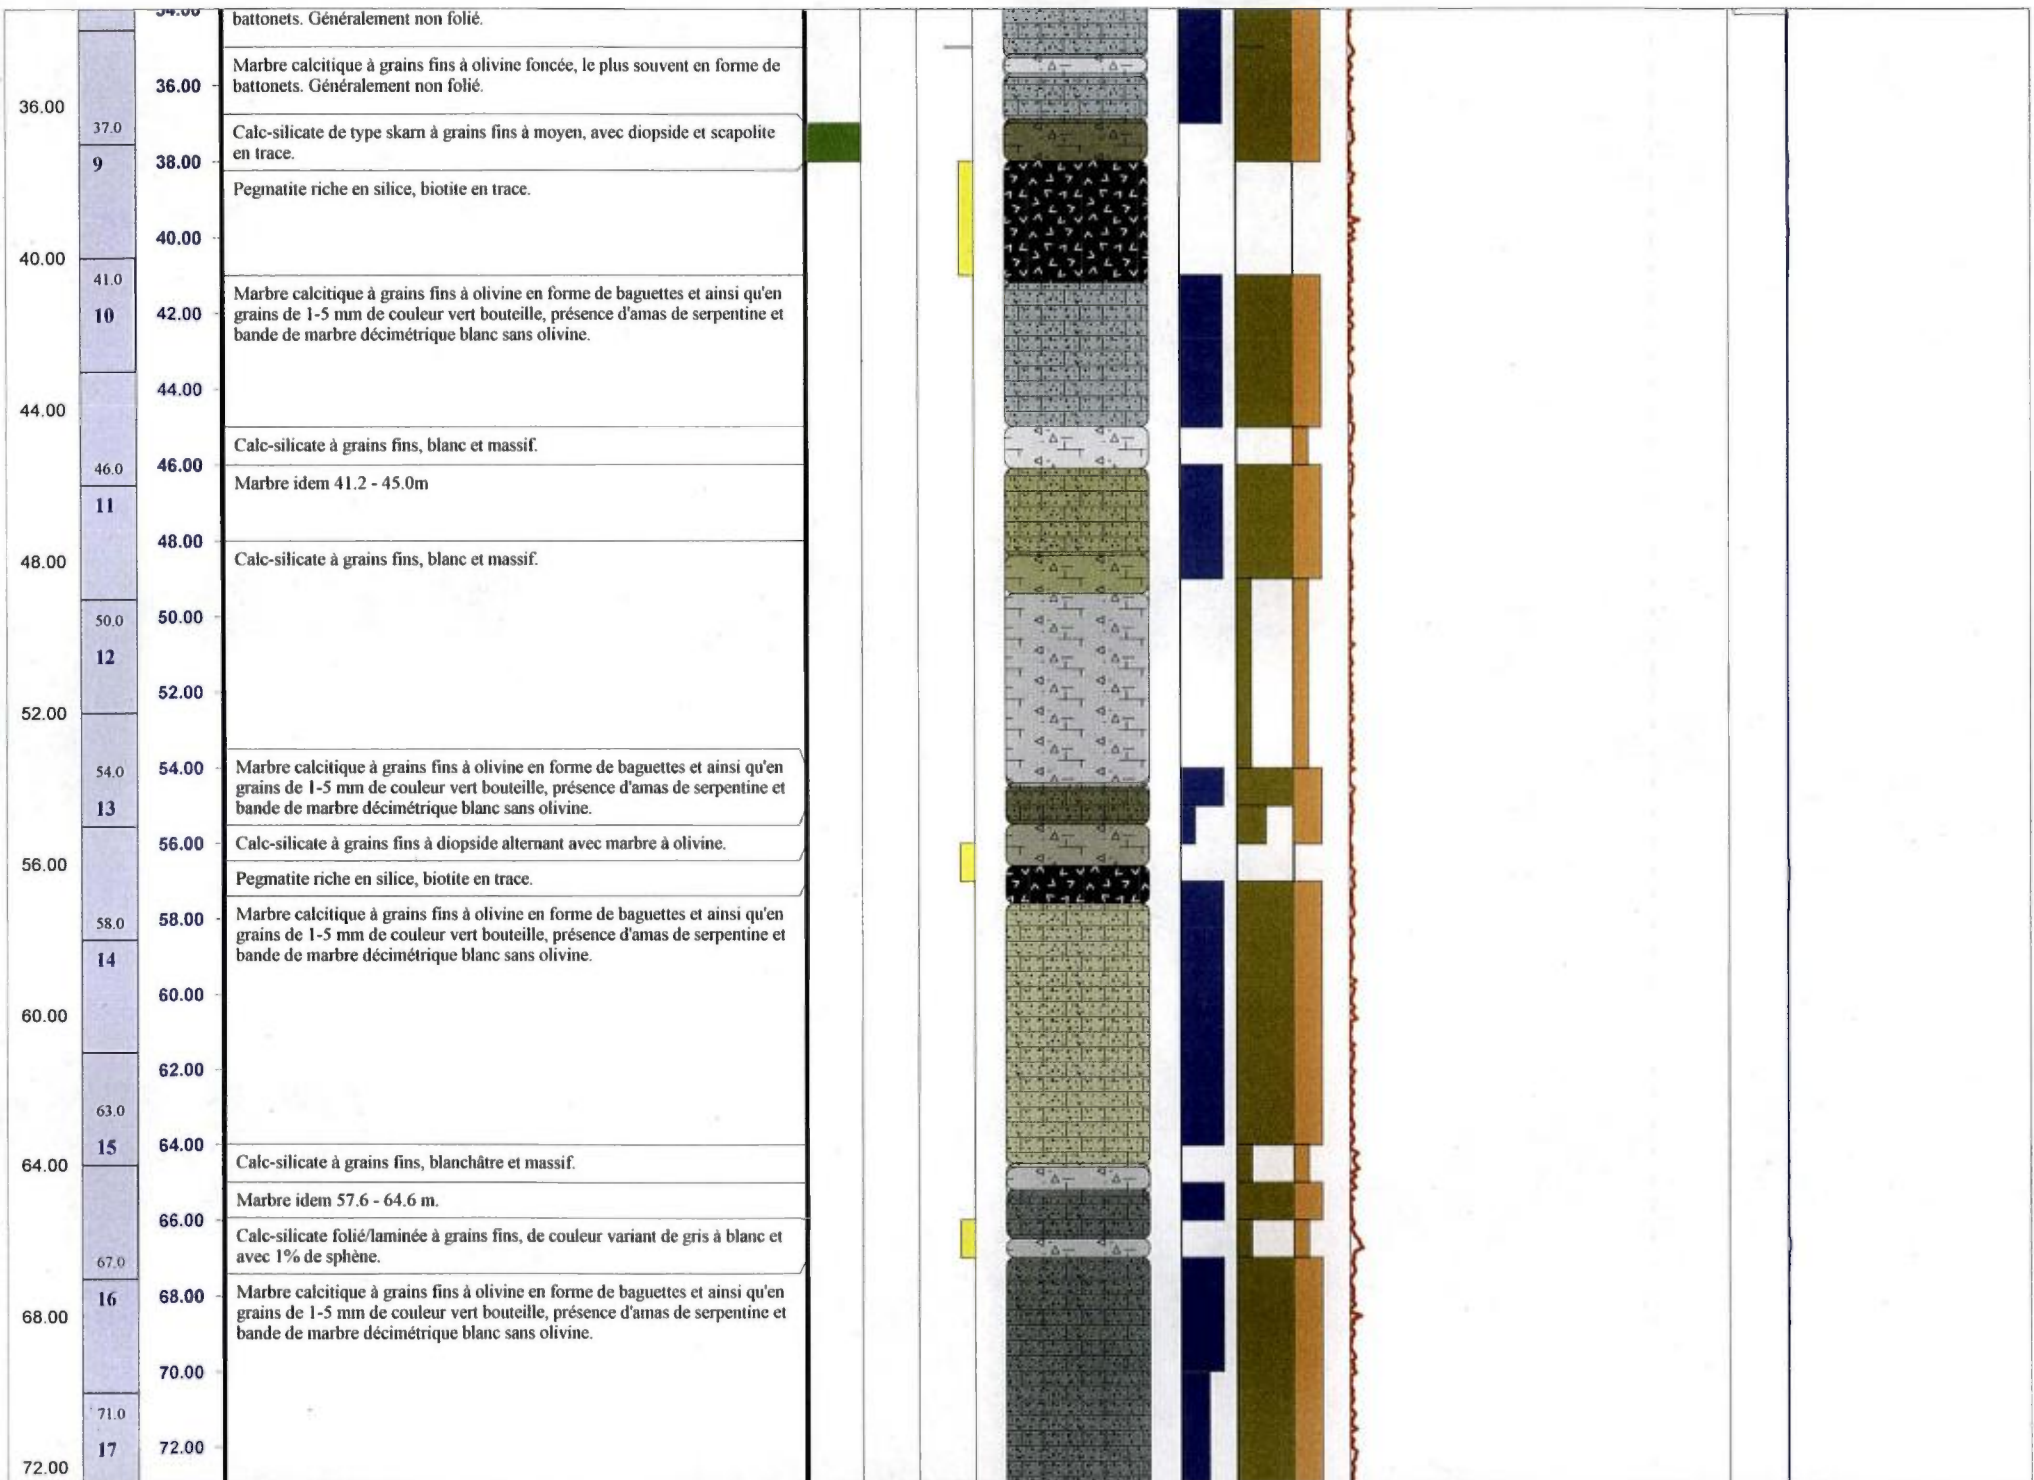 34.00
battonets. Généralement non folié.
Marbre calcitique à grains fins à olivine foncée, le plus souvent en forme de
battonets. Généralement non folié.
36.00
36.00
37.0
Calc-silicate de type skarn à grains fins à moyen, avec diopside et scapolite
en trace.
9
38.00
Pegmatite riche en silice, biotite en trace.
40.00
40.00
41.0
Marbre calcitique à grains fins à olivine en forme de baguettes et ainsi qu'en
grains de 1-5 mm de couleur vert bouteille, présence d'amas de serpentine et
bande de marbre décimétrique blanc sans olivine.
10
42.00
44.00
44.00
Calc-silicate à grains fins, blanc et massif.
46.0
46.00
Marbre idem 41.2 - 45.0m
11
48.00
48.00
Calc-silicate à grains fins, blanc et massif.
50.0
50.00
12
52.00
52.00
54.0
54.00
Marbre calcitique à grains fins à olivine en forme de baguettes et ainsi qu'en
grains de 1-5 mm de couleur vert bouteille, présence d'amas de serpentine et
bande de marbre décimétrique blanc sans olivine.
13
56.00
Calc-silicate à grains fins à diopside alternant avec marbre à olivine.
56.00
Pegmatite riche en silice, biotite en trace.
58.0
58.00
Marbre calcitique à grains fins à olivine en forme de baguettes et ainsi qu'en
grains de 1-5 mm de couleur vert bouteille, présence d'amas de serpentine et
bande de marbre décimétrique blanc sans olivine.
14
60.00
60.00
62.00
63.0
15
64.00
64.00
Calc-silicate à grains fins, blanchâtre et massif.
Marbre idem 57.6 - 64.6 m.
66.00
Calc-silicate folié/laminée à grains fins, de couleur variant de gris à blanc et
avec 1% de sphène.
67.0
16
68.00
68.00
Marbre calcitique à grains fins à olivine en forme de baguettes et ainsi qu'en
grains de 1-5 mm de couleur vert bouteille, présence d'amas de serpentine et
bande de marbre décimétrique blanc sans olivine.
70.00
71.0
17
72.00
72.00